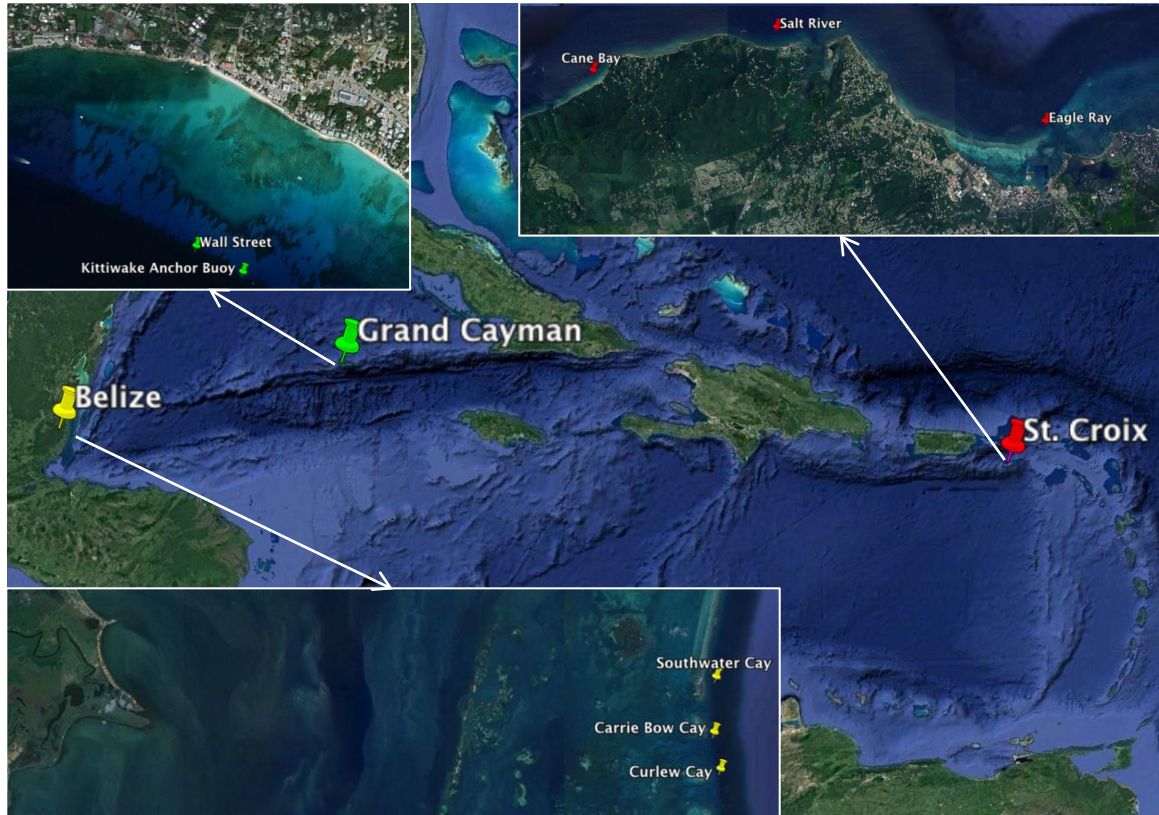 Salt River
Cane Bay
Eagle Ray
Wall Street
Kittiwake Anchor Buoy
Grand Cayman
Belize
St. Croix
Southwater Cay
Carrie Bow Cay
Curlew Cay